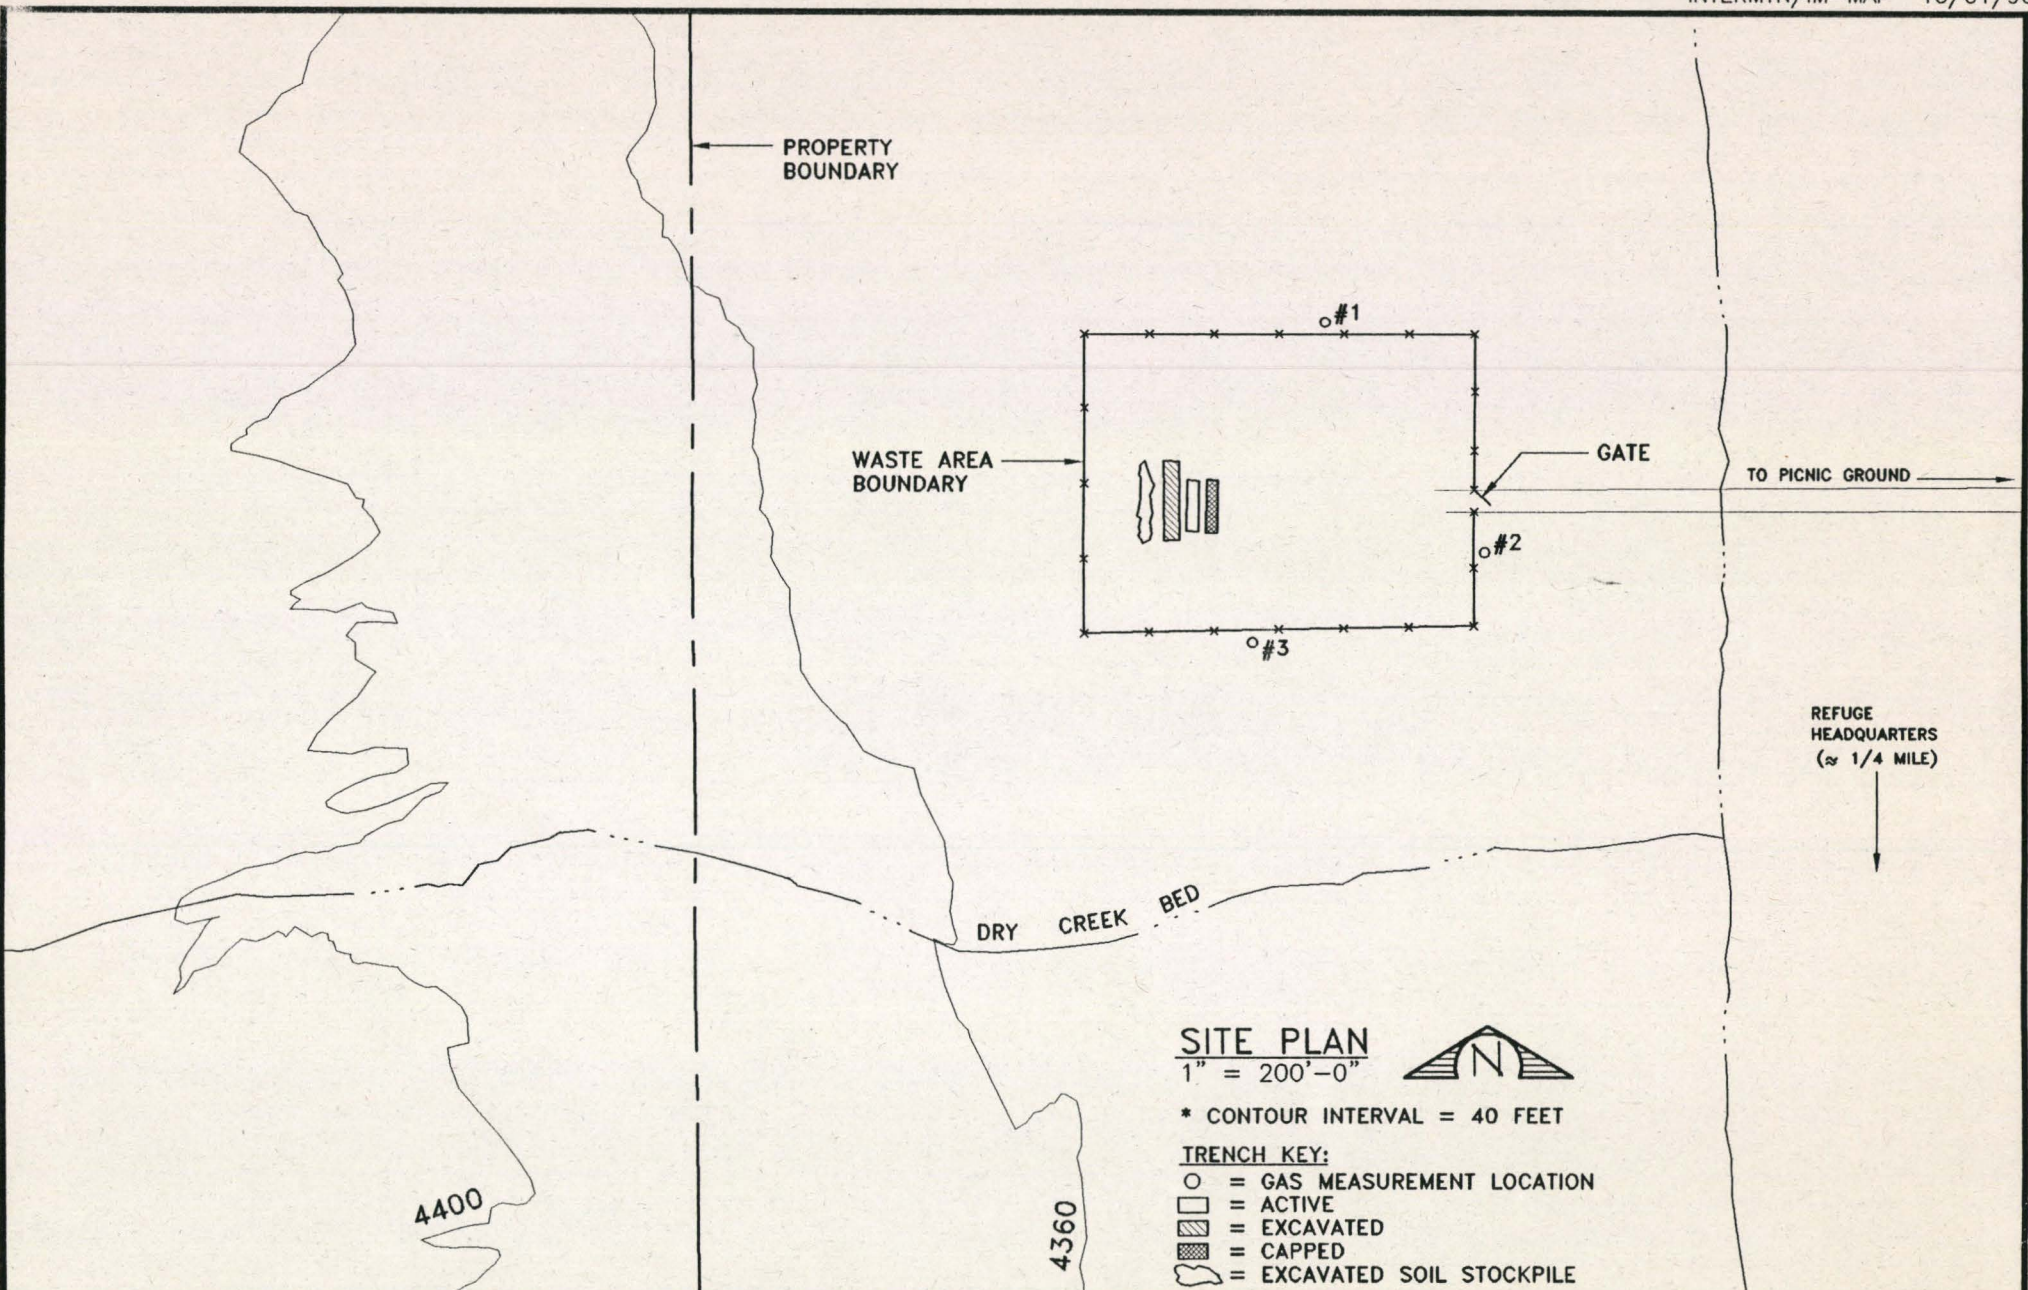 PROPERTY
BOUNDARY
#1
WASTE AREA
BOUNDARY
GATE
TO PICNIC GROUND
#2
#3
REFUGE
HEADQUARTERS
(≈ 1/4 MILE)
DRY CREEK BED
SITE PLAN
1" = 200'-0"
N
* CONTOUR INTERVAL = 40 FEET
TRENCH KEY:
= GAS MEASUREMENT LOCATION
= ACTIVE
= EXCAVATED
= CAPPED
= EXCAVATED SOIL STOCKPILE
4400
4360